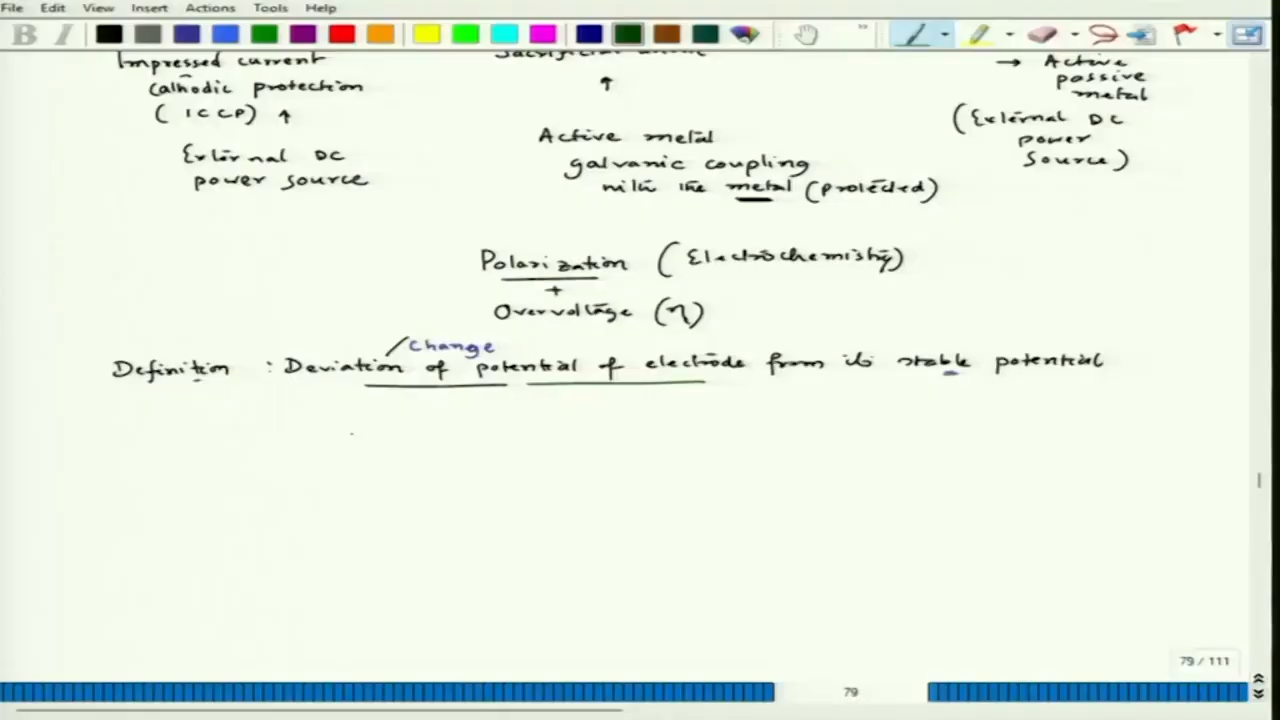 File Edit View Insert Actions Tools Help
B I
Impressed current
Cathodic protection
(ICCP) ↑
External DC
power source
Sacrificial anode
↑
Active metal
galvanic coupling
with the metal (protected)
→ Active
passive
metal
(External DC
power
source)
Polarization (Electrochemistry)
+
Overvoltage (η)
Change
Definition : Deviation of potential of electrode from its stable potential
79 / 111
79